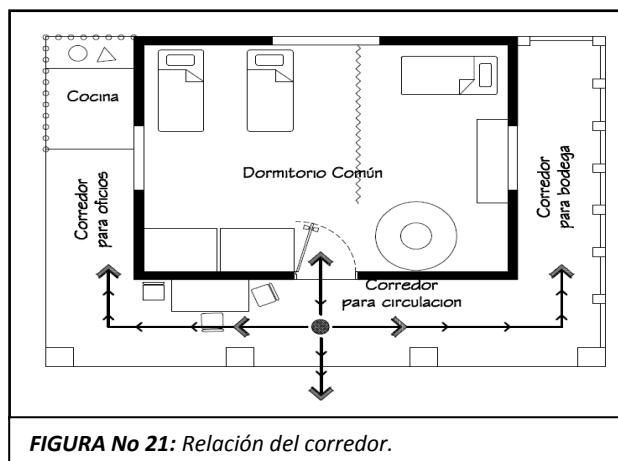 Cocina
Corredor
para oficios
Dormitorio Común
Corredor
para bodega
Corredor
para circulacion
FIGURA No 21: Relación del corredor.